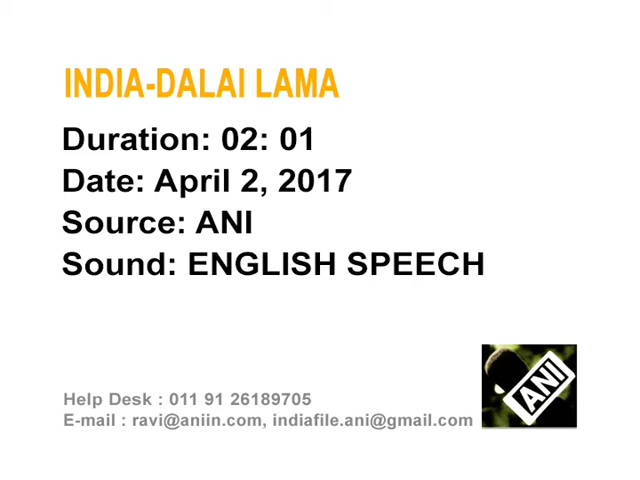 INDIA-DALAI LAMA
Duration: 02: 01
Date: April 2, 2017
Source: ANI
Sound: ENGLISH SPEECH
Help Desk : 011 91 26189705
E-mail : ravi@aniin.com, indiafile.ani@gmail.com
ANI